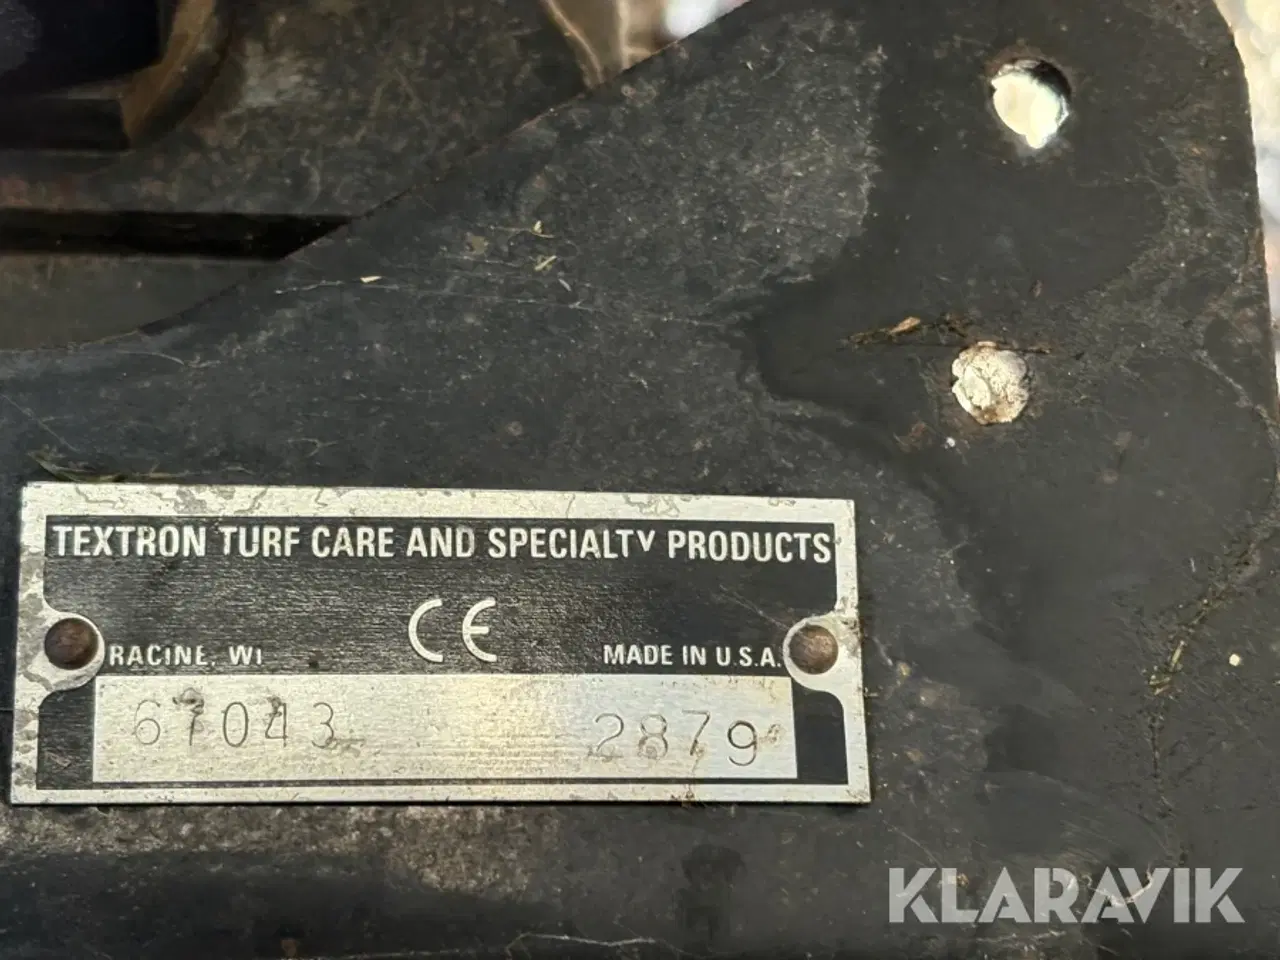 TEXTRON TURF CARE AND SPECIALTY PRODUCTS
CE
RACINE, WI MADE IN U.S.A.
67043 2879
KLARAVIK